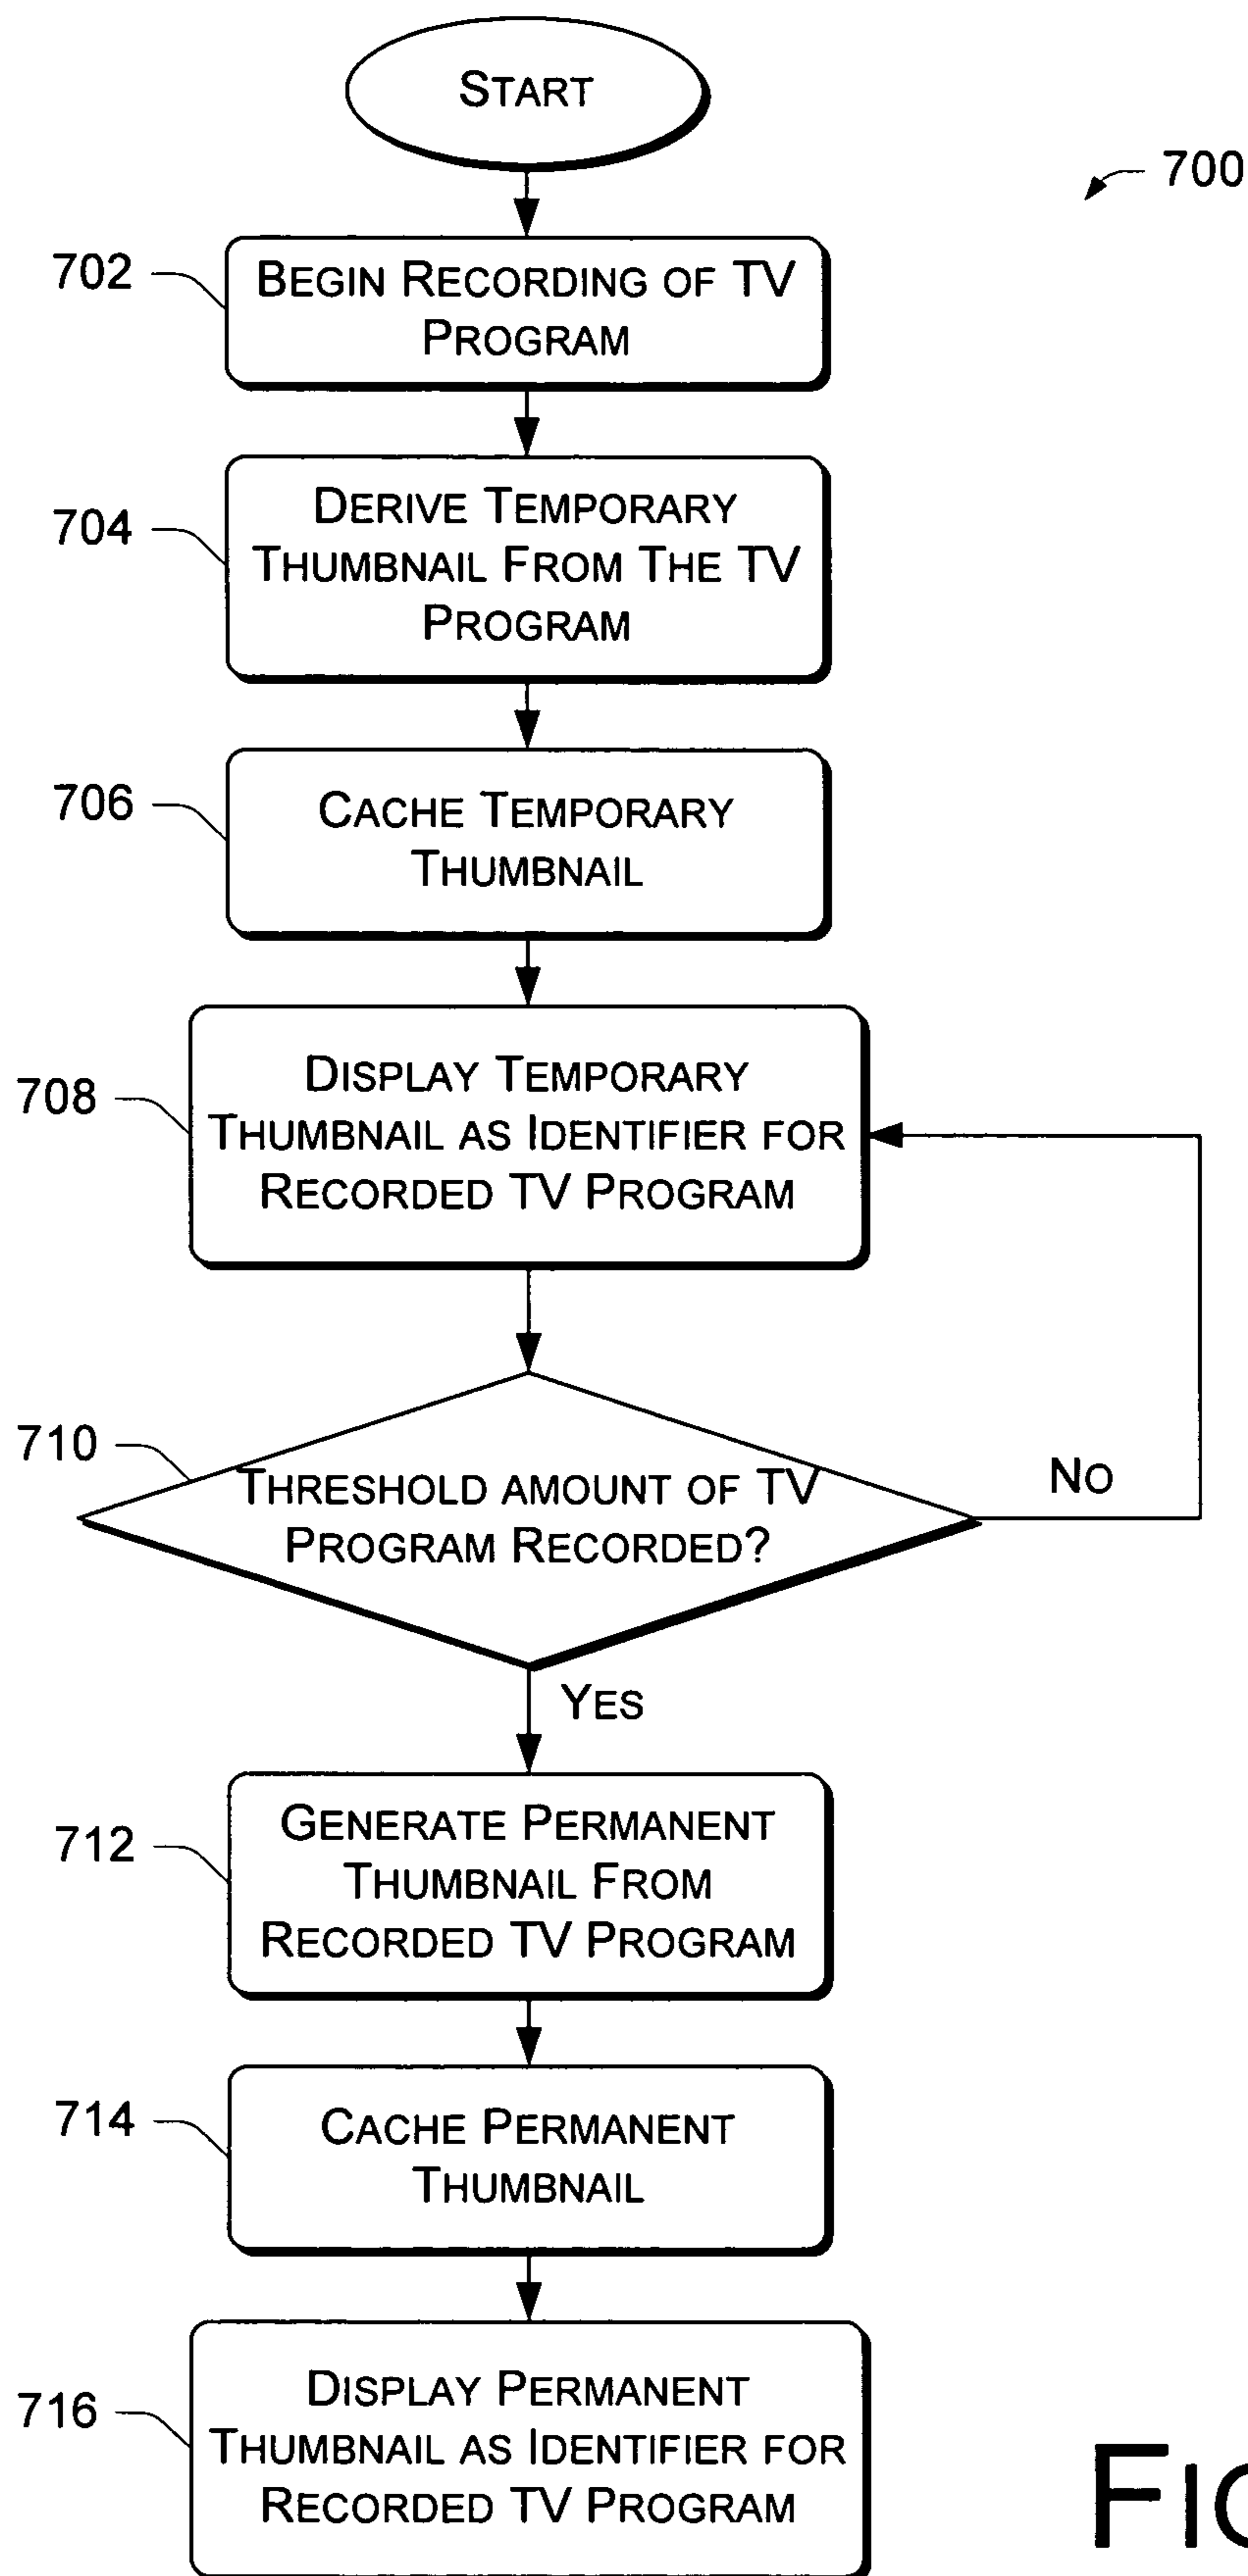 START
700
702
BEGIN RECORDING OF TV
PROGRAM
704
DERIVE TEMPORARY
THUMBNAIL FROM THE TV
PROGRAM
706
CACHE TEMPORARY
THUMBNAIL
708
DISPLAY TEMPORARY
THUMBNAIL AS IDENTIFIER FOR
RECORDED TV PROGRAM
710
THRESHOLD AMOUNT OF TV
PROGRAM RECORDED?
NO
YES
712
GENERATE PERMANENT
THUMBNAIL FROM
RECORDED TV PROGRAM
714
CACHE PERMANENT
THUMBNAIL
716
DISPLAY PERMANENT
THUMBNAIL AS IDENTIFIER FOR
RECORDED TV PROGRAM